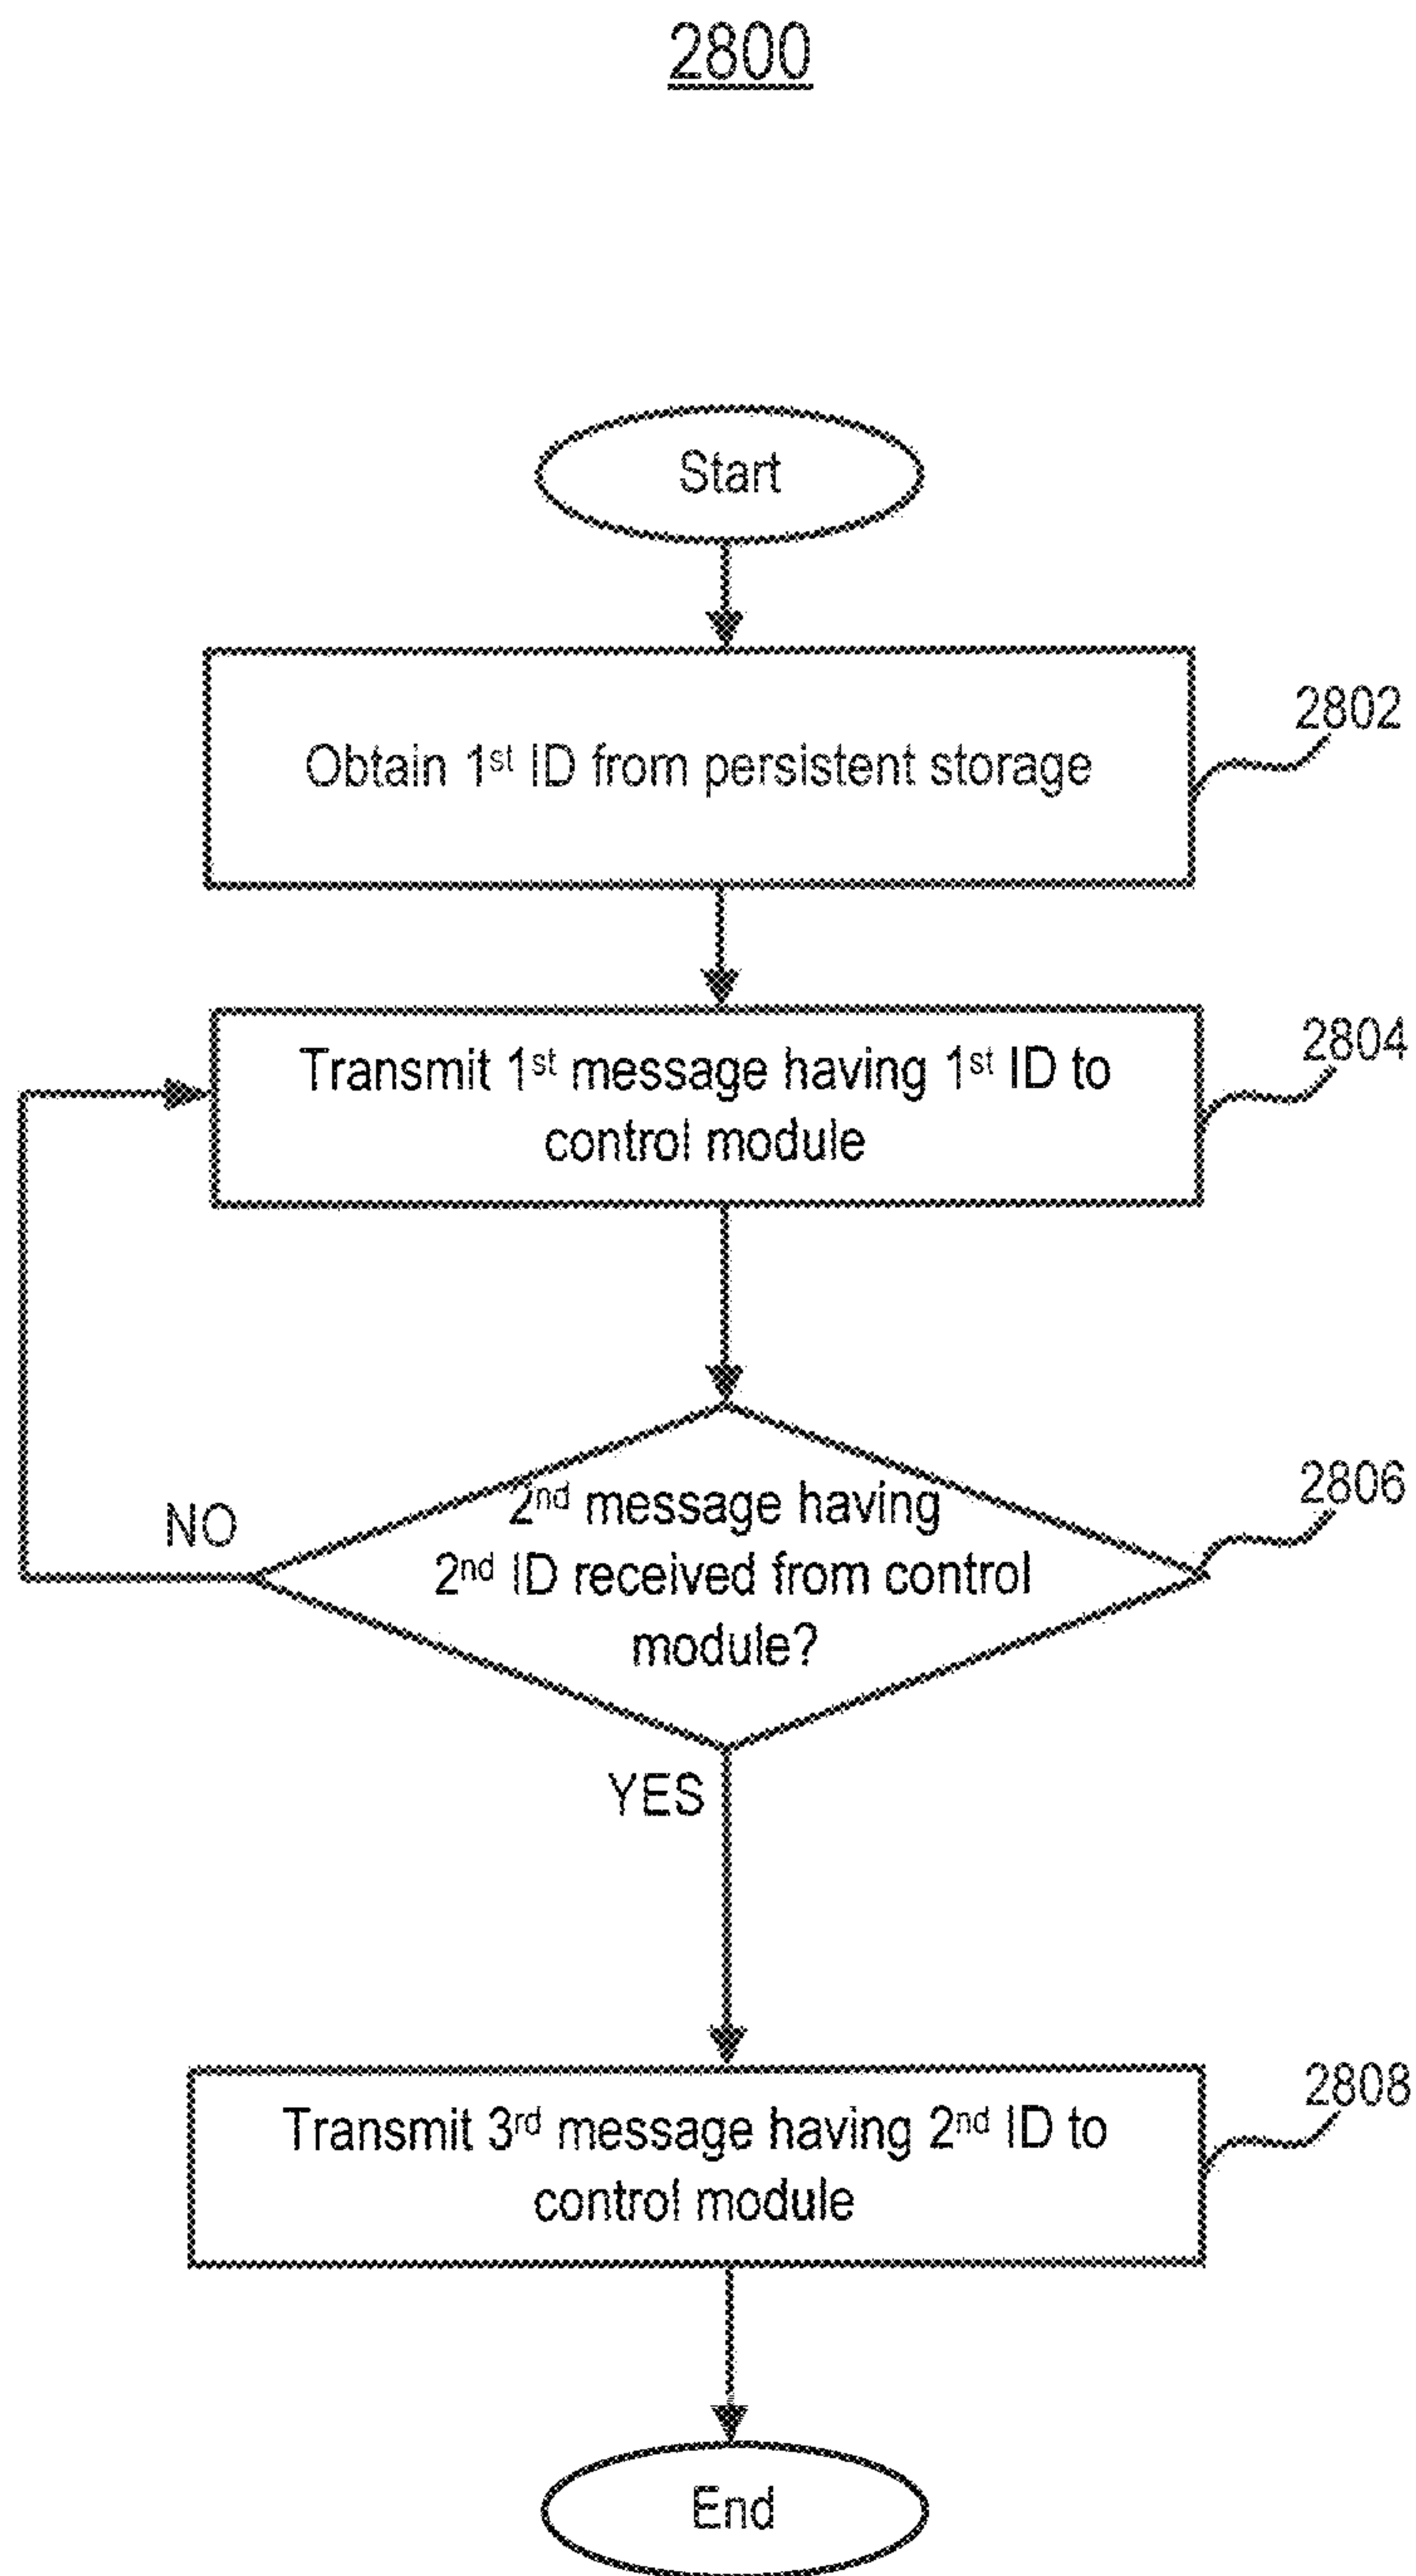 2800
Start
Obtain 1st ID from persistent storage
2802
Transmit 1st message having 1st ID to
control module
2804
2nd message having
2nd ID received from control
module?
2806
NO
YES
Transmit 3rd message having 2nd ID to
control module
2808
End